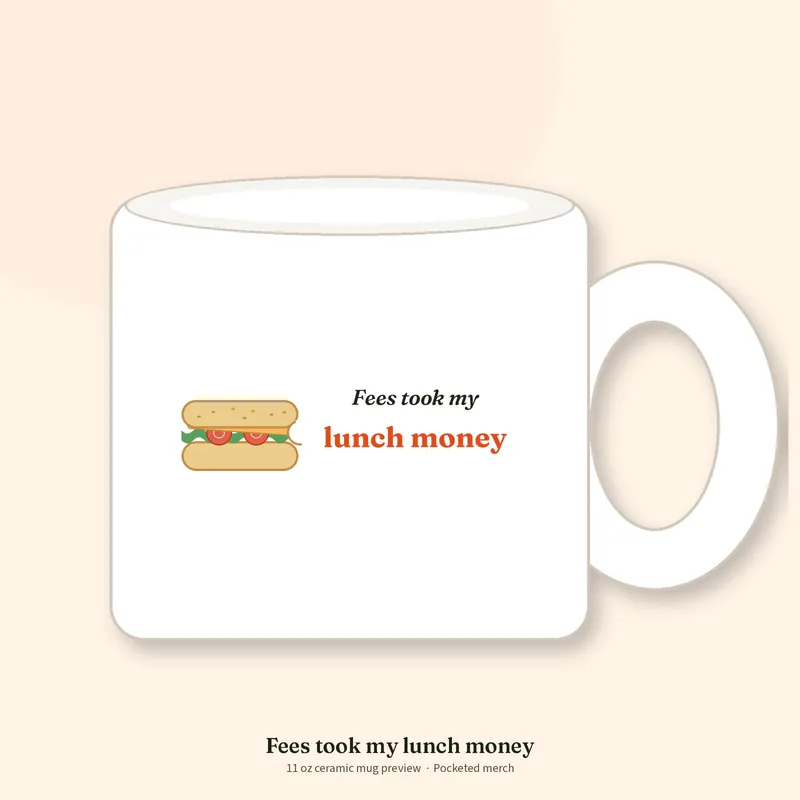 Fees took my
lunch money
Fees took my lunch money
11 oz ceramic mug preview · Pocketed merch